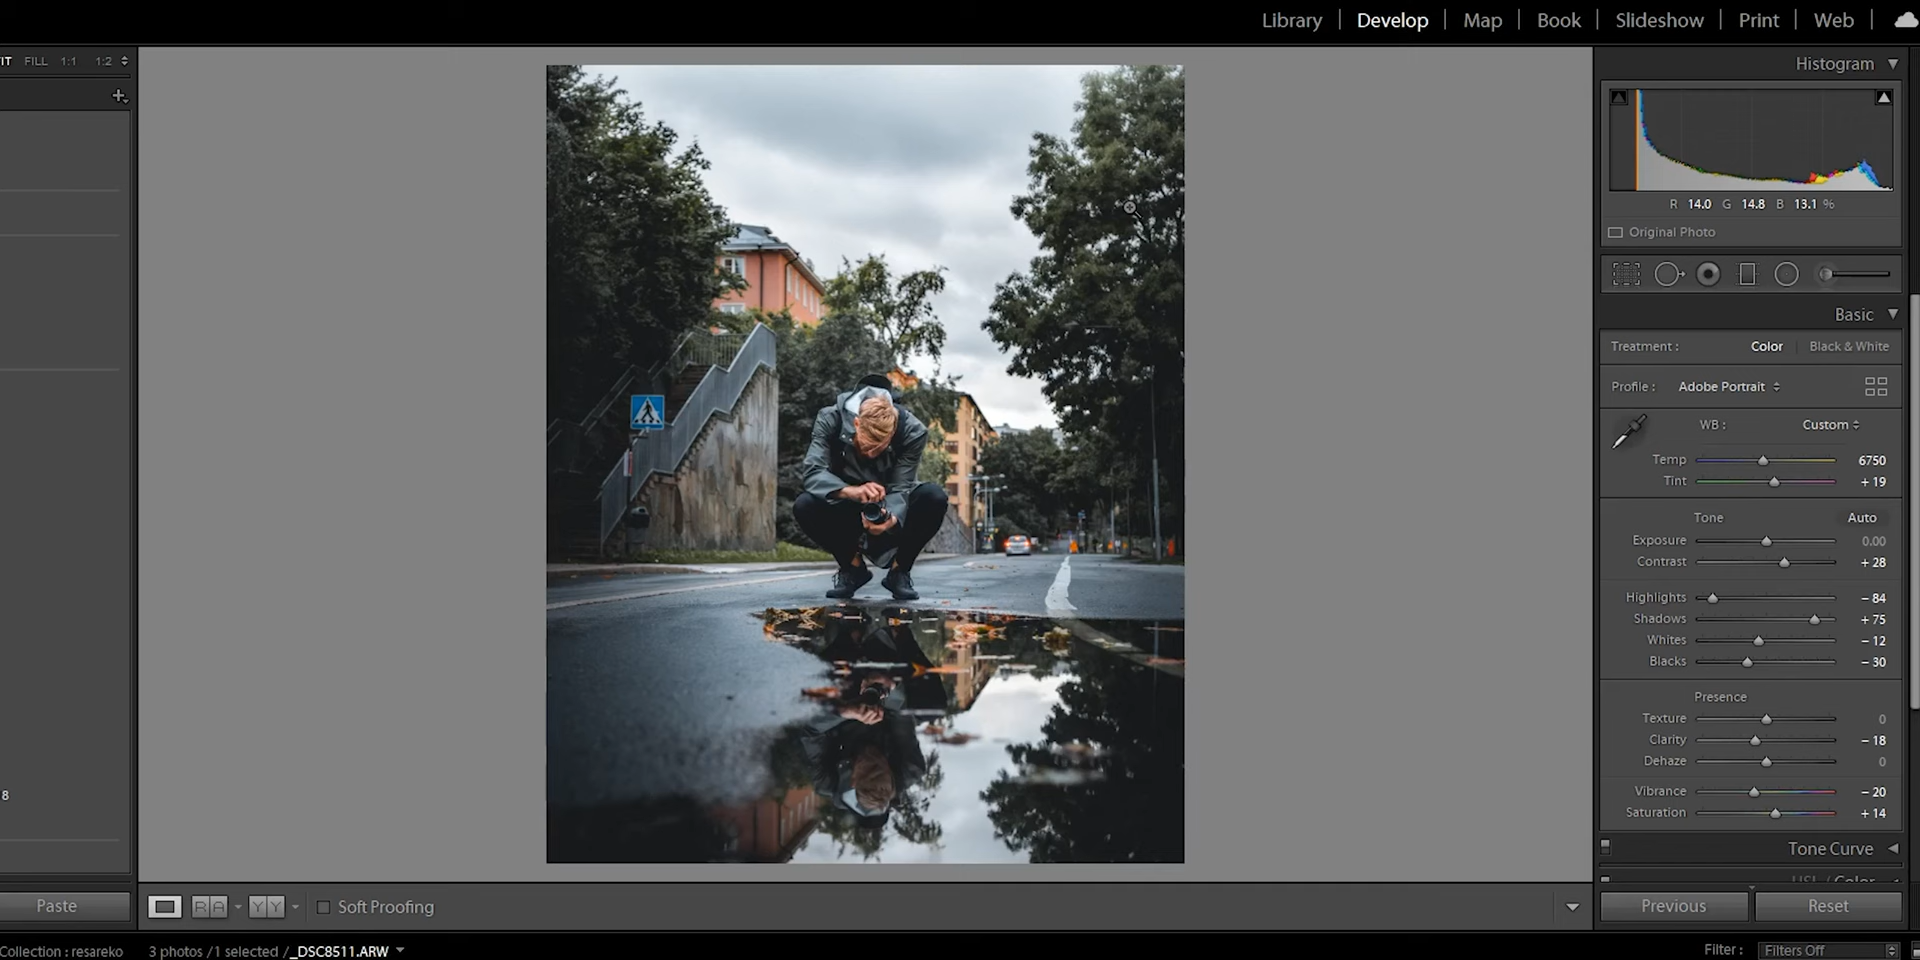 Library | Develop | Map | Book | Slideshow | Print | Web |
FILL 1:1 1:2
Histogram
R 14.0 G 14.8 B 13.1 %
Original Photo
Basic
Treatment : Color | Black & White
Profile : Adobe Portrait
WB : Custom
Temp 6750
Tint + 19
Tone Auto
Exposure 0.00
Contrast + 28
Highlights − 84
Shadows + 75
Whites − 12
Blacks − 30
Presence
Texture 0
Clarity − 18
Dehaze 0
Vibrance − 20
Saturation + 14
8
Tone Curve
HSL / Color
Paste
R A Y Y Soft Proofing
Previous Reset
Collection : resareko 3 photos / 1 selected / _DSC8511.ARW
Filter : Filters Off